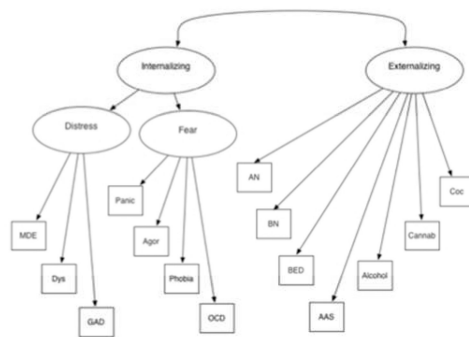 Internalizing
Externalizing
Distress
Fear
AN
Coc
Panic
BN
MDE
Agor
Cannab
Dys
Phobia
BED
Alcohol
GAD
OCD
AAS